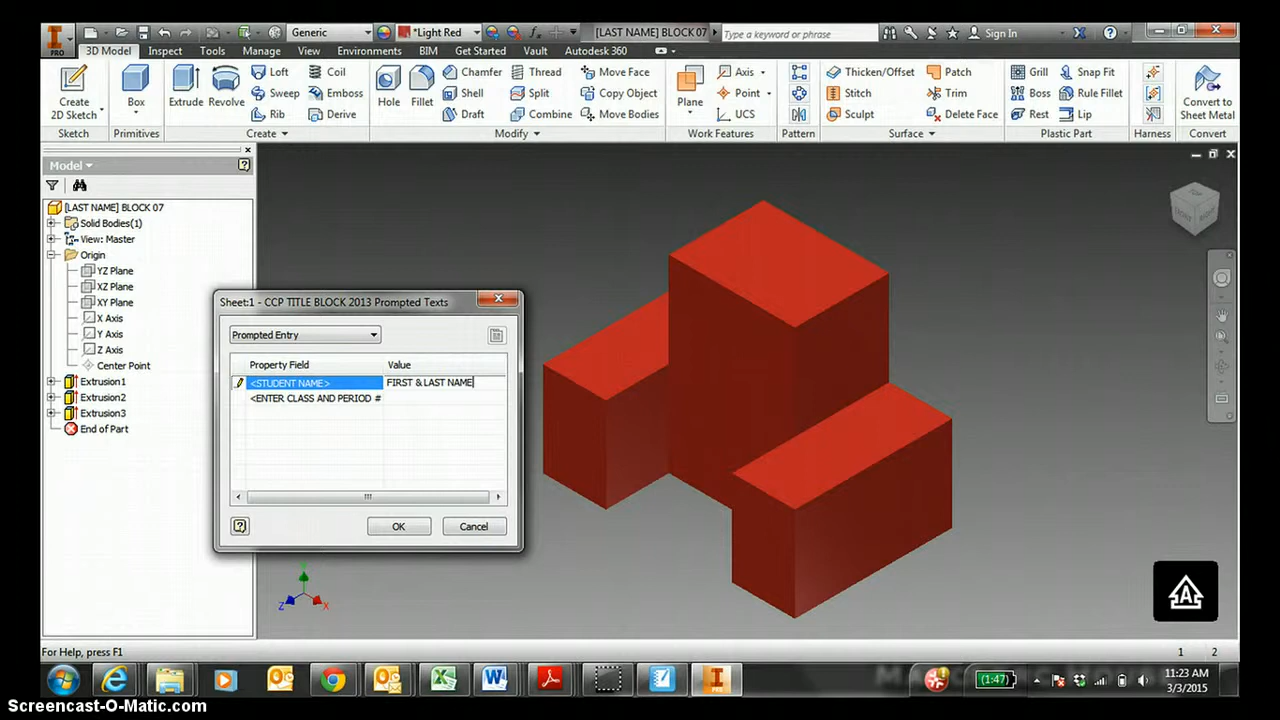 PRO
Generic
*Light Red
[LAST NAME] BLOCK 07
Type a keyword or phrase
Sign In
3D Model Inspect Tools Manage View Environments BIM Get Started Vault Autodesk 360
Create
2D Sketch
Box
Extrude
Revolve
Loft
Sweep
Rib
Coil
Emboss
Derive
Hole
Fillet
Chamfer
Shell
Draft
Thread
Split
Combine
Move Face
Copy Object
Move Bodies
Plane
Axis
Point
UCS
Thicken/Offset
Stitch
Sculpt
Patch
Trim
Delete Face
Grill
Boss
Rest
Snap Fit
Rule Fillet
Lip
Convert to
Sheet Metal
Sketch Primitives Create Modify Work Features Pattern Surface Plastic Part Harness Convert
Model
[LAST NAME] BLOCK 07
Solid Bodies(1)
View: Master
Origin
YZ Plane
XZ Plane
XY Plane
X Axis
Y Axis
Z Axis
Center Point
Extrusion1
Extrusion2
Extrusion3
End of Part
Sheet:1 - CCP TITLE BLOCK 2013 Prompted Texts
Prompted Entry
Property Field Value
<STUDENT NAME> FIRST & LAST NAME
<ENTER CLASS AND PERIOD #
OK Cancel
TOP
FRONT
RIGHT
Z X
A
For Help, press F1
1 2
(1:47)
11:23 AM
3/3/2015
Screencast-O-Matic.com